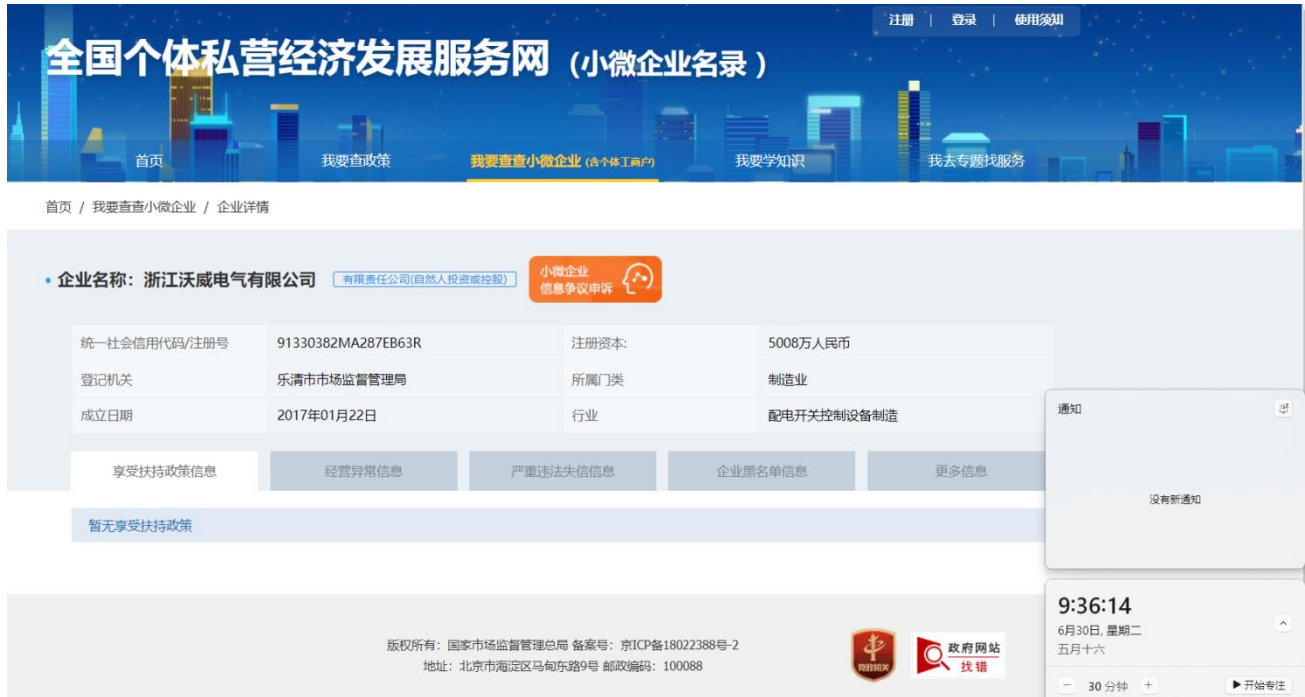 注册 | 登录 | 使用须知
全国个体私营经济发展服务网 (小微企业名录)
首页 我要查政策 我要查查小微企业 (含个体工商户) 我要学知识 我去专题找服务
首页 / 我要查查小微企业 / 企业详情
• 企业名称：浙江沃威电气有限公司 有限责任公司(自然人投资或控股) 小微企业
信息争议申诉
统一社会信用代码/注册号 91330382MA287EB63R 注册资本: 5008万人民币
登记机关 乐清市市场监督管理局 所属门类 制造业
成立日期 2017年01月22日 行业 配电开关控制设备制造
享受扶持政策信息 经营异常信息 严重违法失信信息 企业黑名单信息 更多信息
暂无享受扶持政策
通知
没有新通知
9:36:14
6月30日, 星期二
五月十六
30 分钟
开始专注
版权所有：国家市场监督管理总局 备案号：京ICP备18022388号-2
地址：北京市海淀区马甸东路9号 邮政编码：100088
党政机关
政府网站
找错